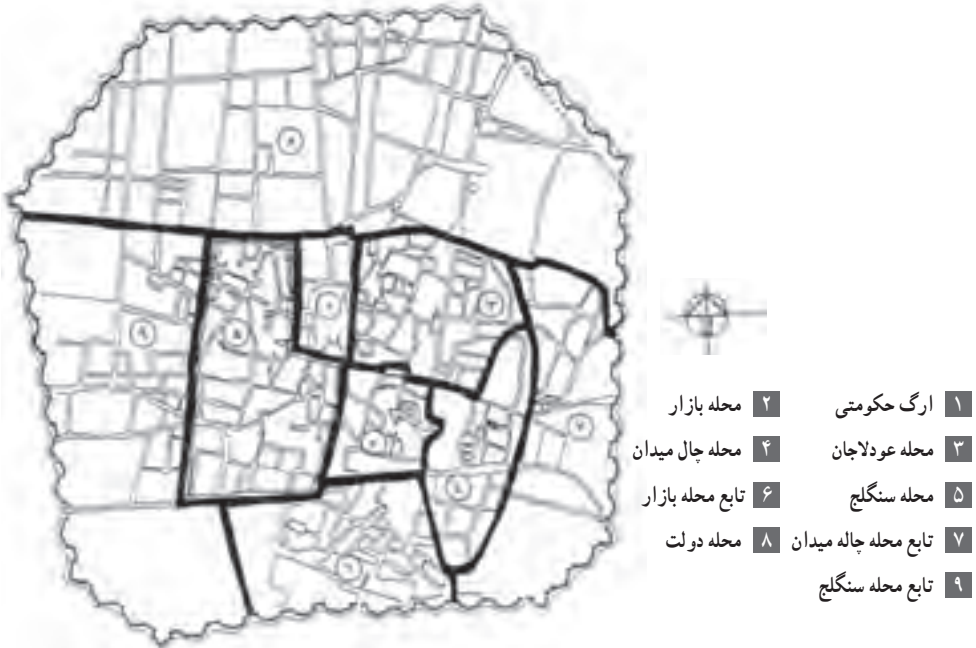 ۱ ارگ حکومتی ۲ محله بازار
۳ محله عودلاجان ۴ محله چال میدان
۵ محله سنگلج ۶ تابع محله بازار
۷ تابع محله چاله میدان ۸ محله دولت
۹ تابع محله سنگلج